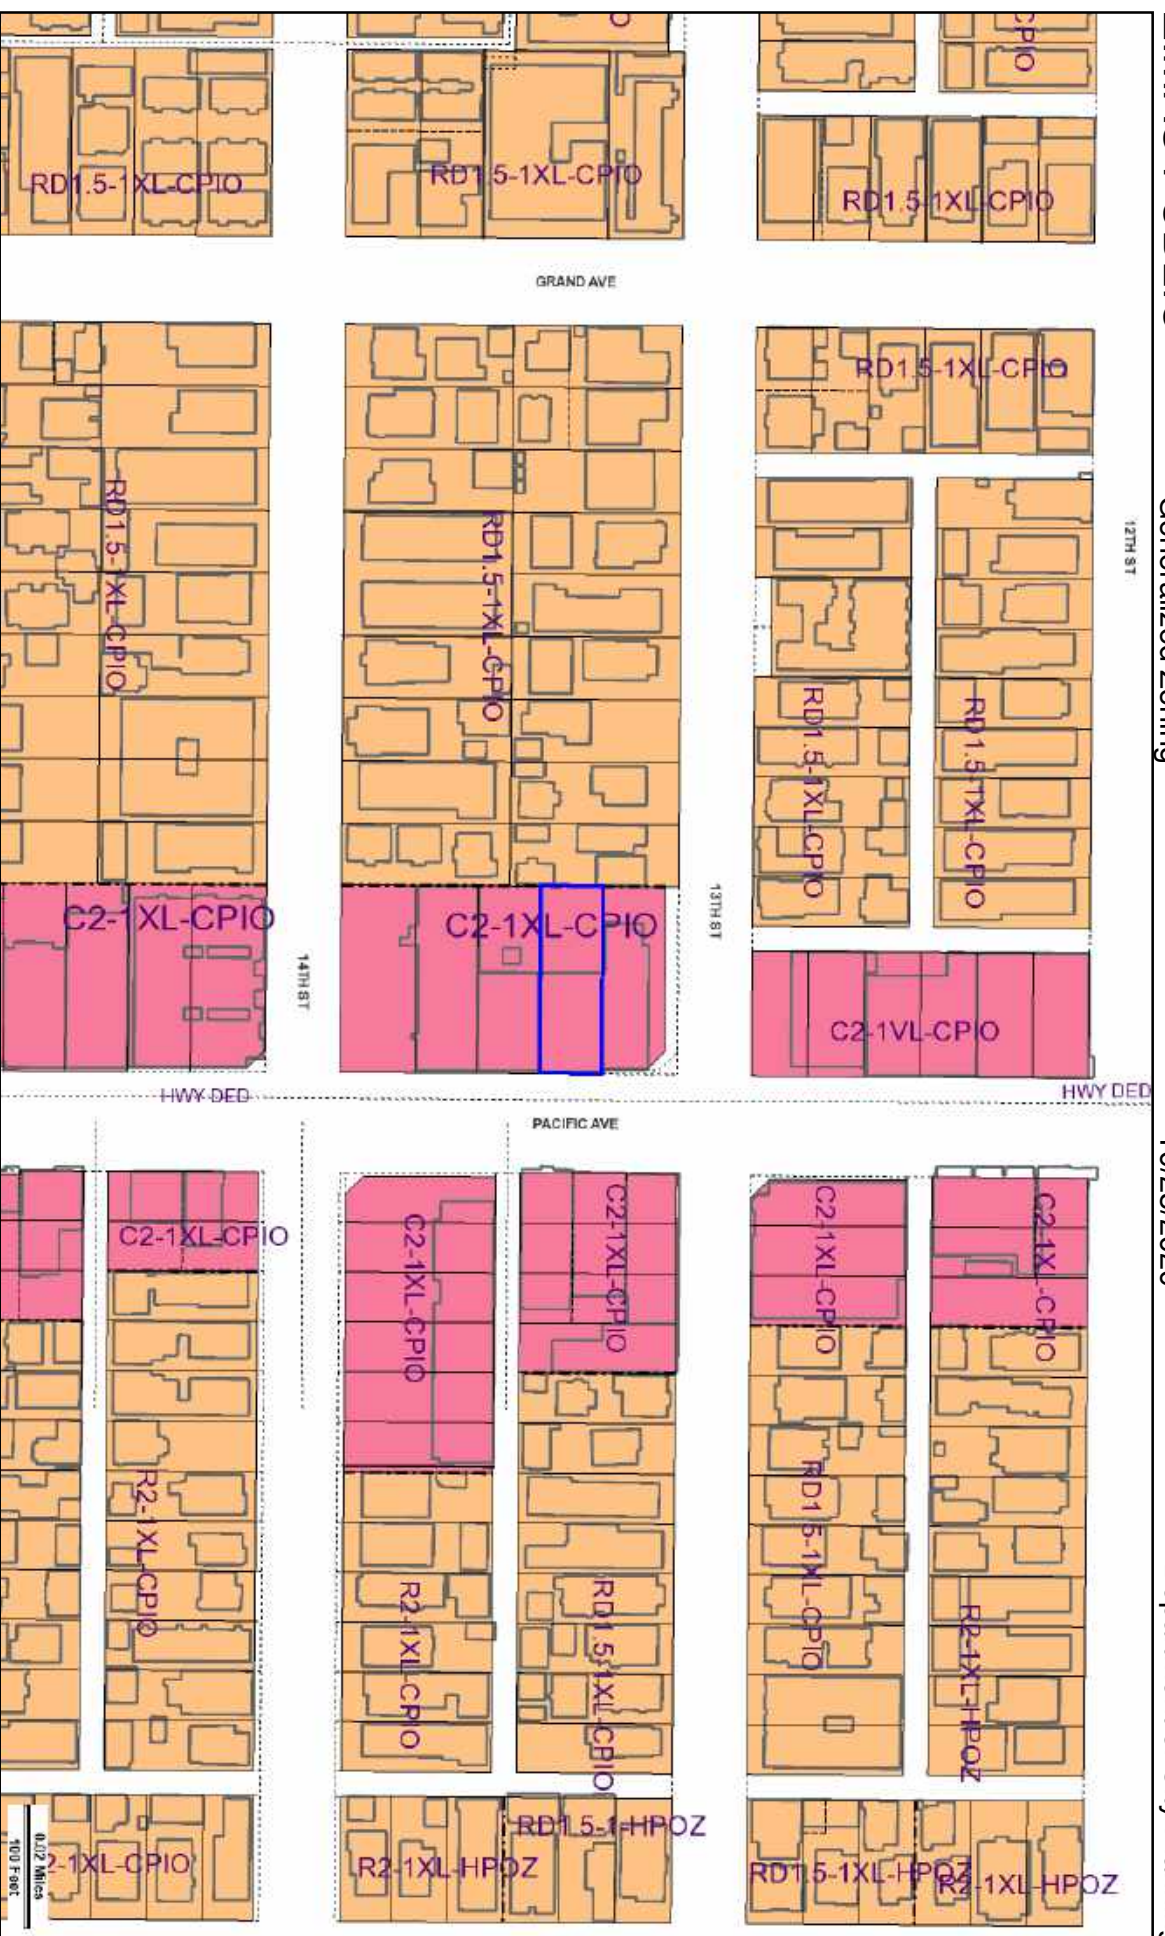 CPIO
RD1.5-1XL-CPIO
RD1.5-1XL-CPIO
RD1.5-1XL-CPIO
GRAND AVE
RD1.5-1XL-CPIO
RD1.5-1XL-CPIO
RD1.5-1XL-CPIO
12TH ST
RD1.5-1XL-CPIO
RD1.5-1XL-CPIO
C2-1XL-CPIO
C2-1XL-CPIO
13TH ST
14TH ST
C2-1VL-CPIO
HWY DED
HWY DED
PACIFIC AVE
C2-1XL-CPIO
C2-1XL-CPIO
C2-1XL-CPIO
C2-1XL-CPIO
C2-1XL-CPIO
R2-1XL-CPIO
R2-1XL-CPIO
RD1.5-1XL-CPIO
RD1.5-1XL-CPIO
R2-1XL-HPOZ
2-1XL-CPIO
R2-1XL-HPOZ
RD1.5-1-HPOZ
RD1.5-1XL-HPOZ
R2-1XL-HPOZ
0.02 Miles
100 Feet
Generalized Zoning